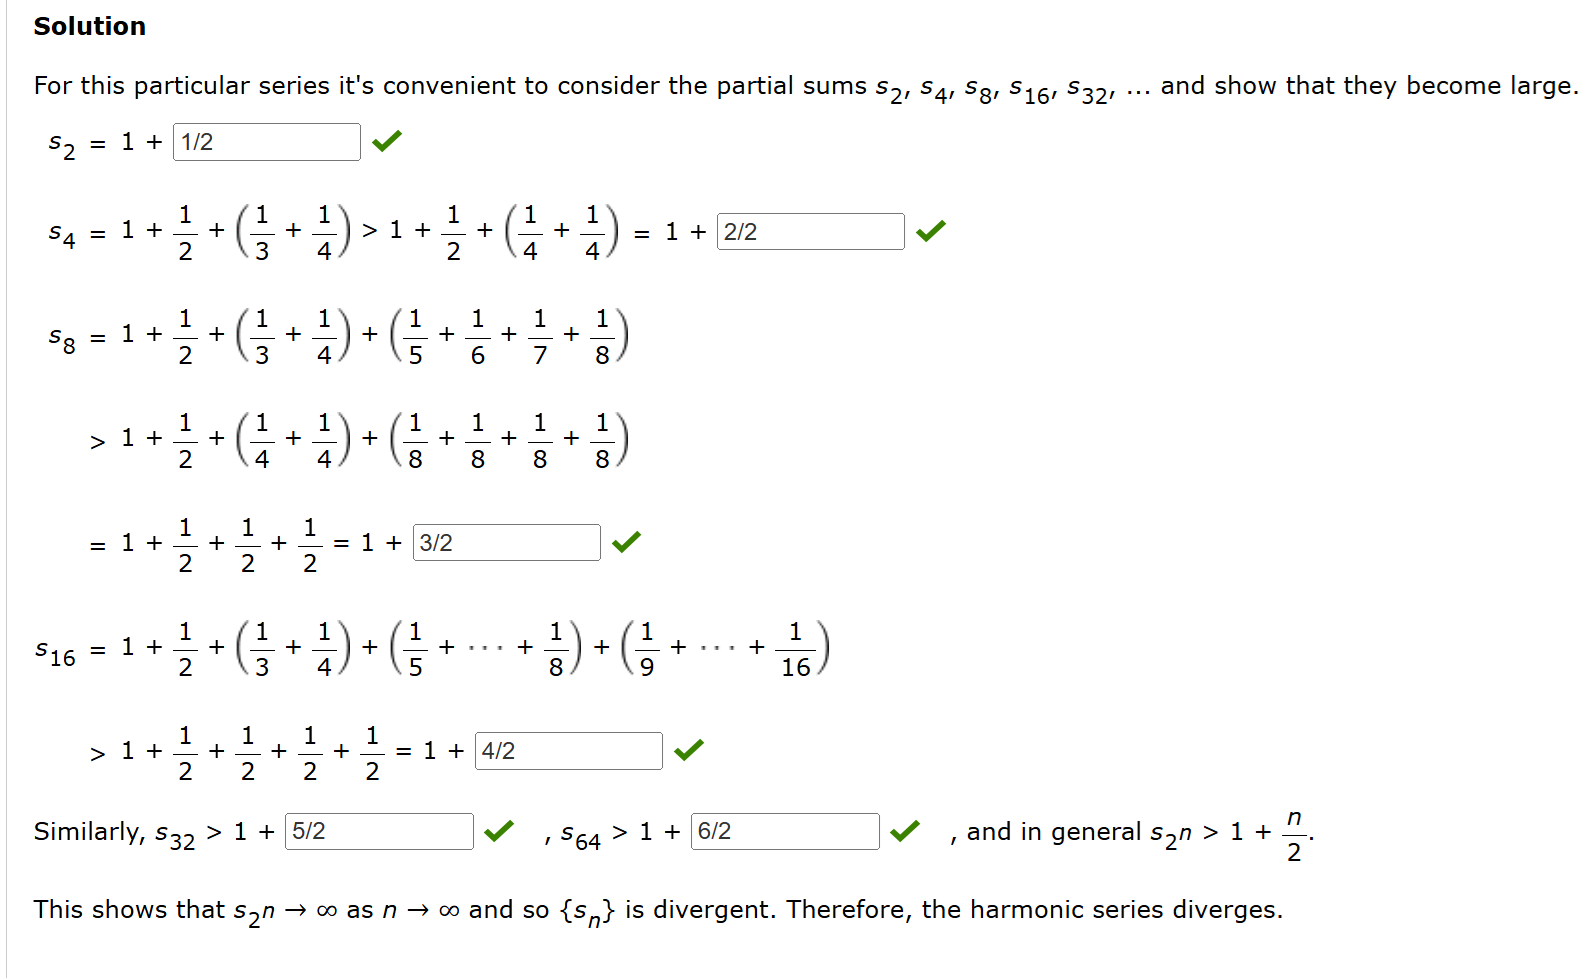 Solution
For this particular series it's convenient to consider the partial sums s₂, s₄, s₈, s₁₆, s₃₂, ... and show that they become large.
s₂ = 1 + 1/2 ✔
s₄ = 1 + 1/2 + (1/3 + 1/4) > 1 + 1/2 + (1/4 + 1/4) = 1 + 2/2 ✔
s₈ = 1 + 1/2 + (1/3 + 1/4) + (1/5 + 1/6 + 1/7 + 1/8)
> 1 + 1/2 + (1/4 + 1/4) + (1/8 + 1/8 + 1/8 + 1/8)
= 1 + 1/2 + 1/2 + 1/2 = 1 + 3/2 ✔
s₁₆ = 1 + 1/2 + (1/3 + 1/4) + (1/5 + ··· + 1/8) + (1/9 + ··· + 1/16)
> 1 + 1/2 + 1/2 + 1/2 + 1/2 = 1 + 4/2 ✔
Similarly, s₃₂ > 1 + 5/2 ✔ , s₆₄ > 1 + 6/2 ✔ , and in general s₂n > 1 + n/2.
This shows that s₂n → ∞ as n → ∞ and so {sₙ} is divergent. Therefore, the harmonic series diverges.